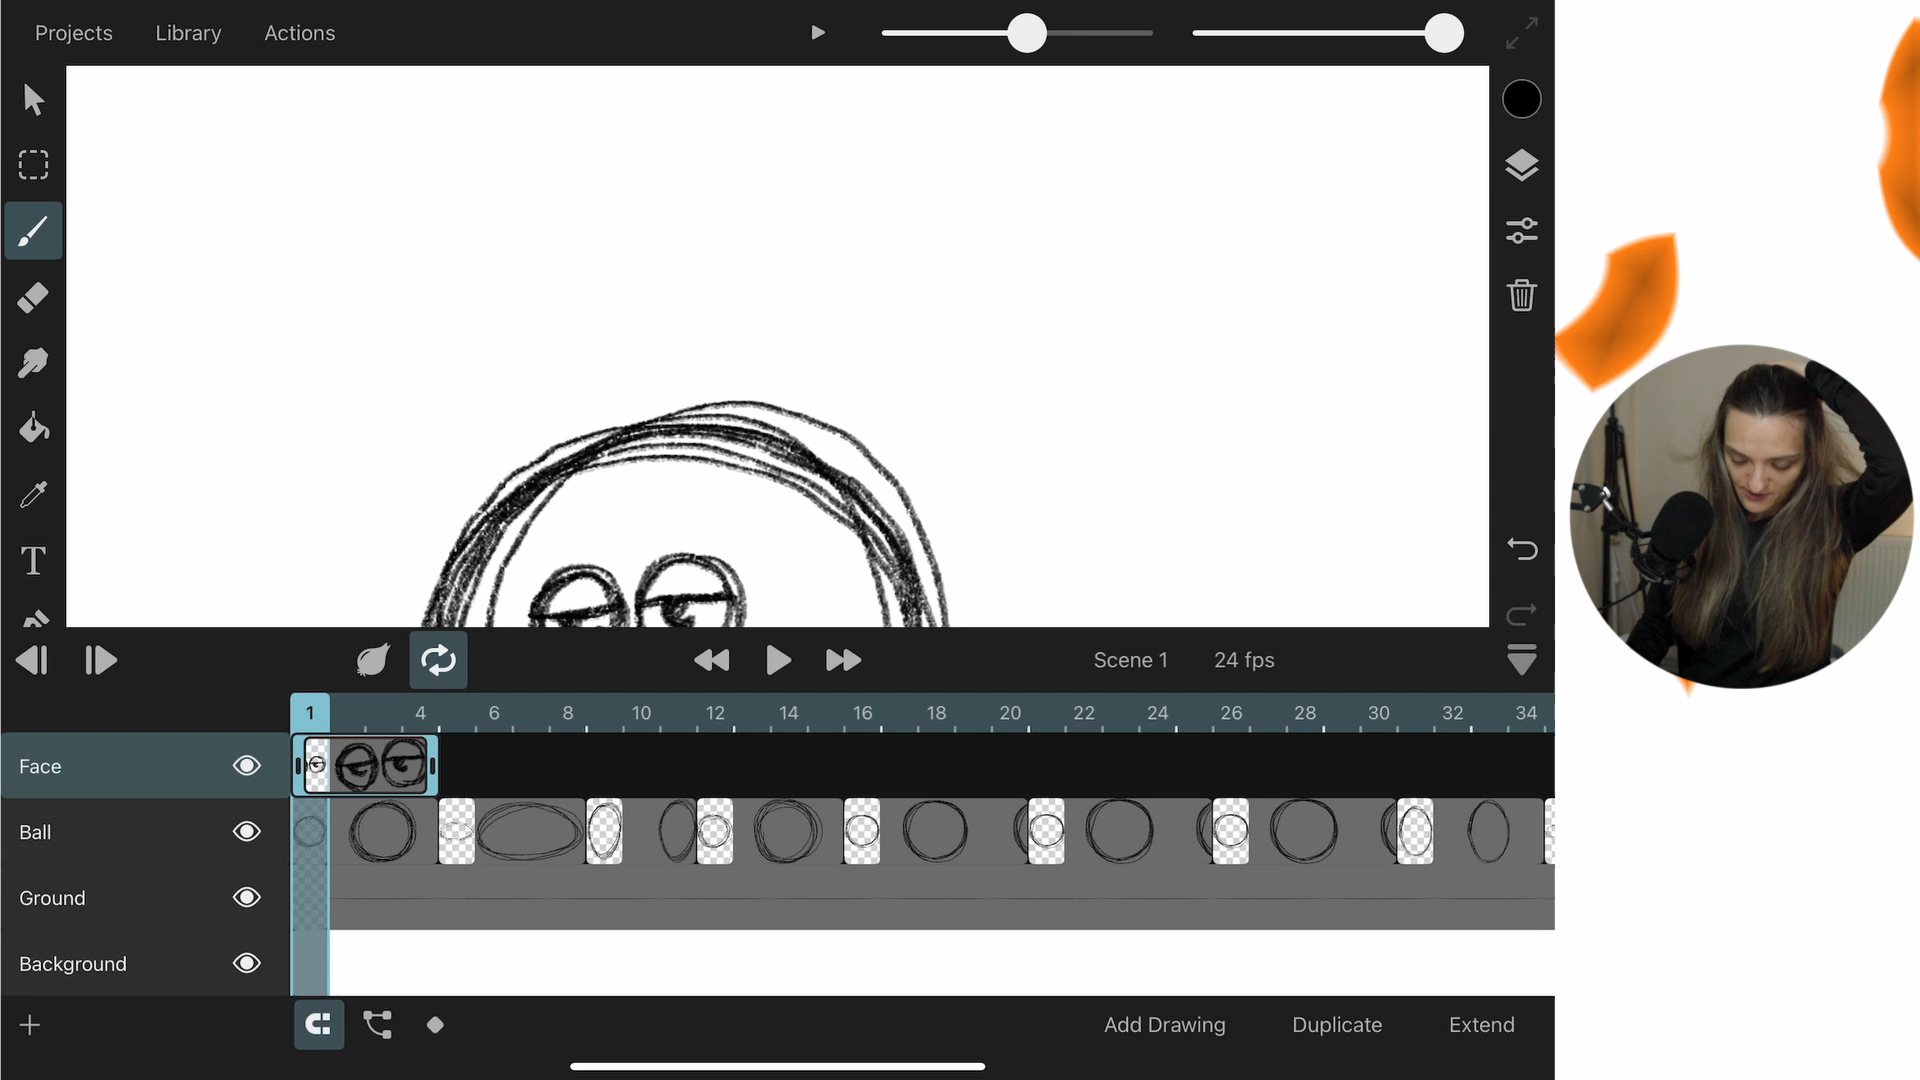 Projects Library Actions
T
Scene 1 24 fps
1 4 6 8 10 12 14 16 18 20 22 24 26 28 30 32 34
Face
Ball
Ground
Background
Add Drawing Duplicate Extend